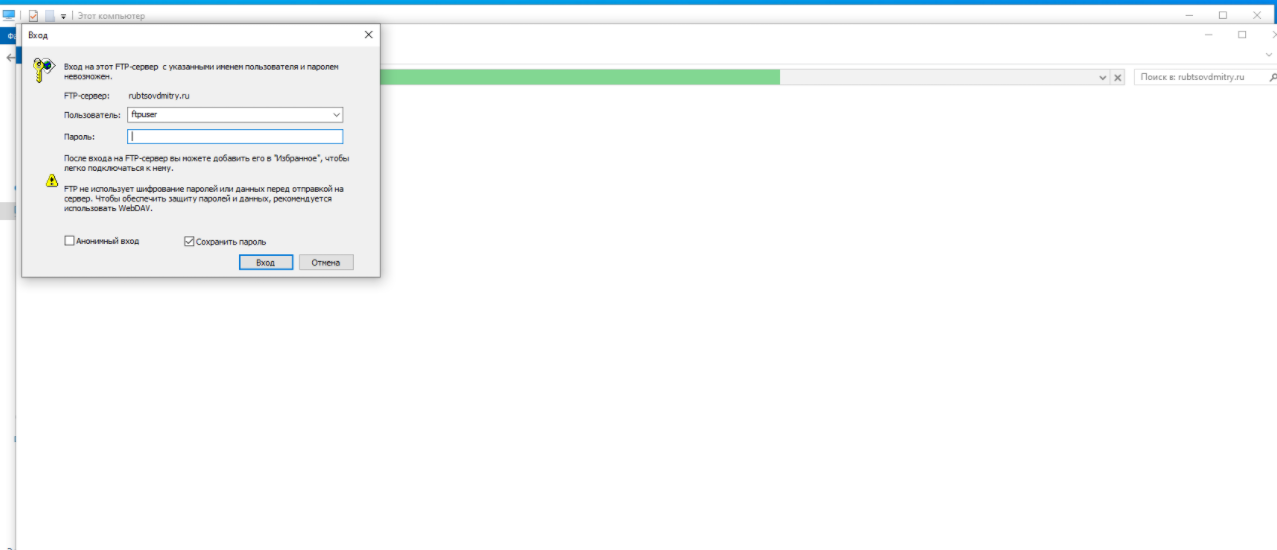 Этот компьютер
Вход
Вход на этот FTP-сервер с указанными именем пользователя и паролем
невозможен.
FTP-сервер: rubtsovdmitry.ru
Пользователь: ftpuser
Пароль:
После входа на FTP-сервер вы можете добавить его в "Избранное", чтобы
легко подключаться к нему.
FTP не использует шифрование паролей или данных перед отправкой на
сервер. Чтобы обеспечить защиту паролей и данных, рекомендуется
использовать WebDAV.
Анонимный вход
Сохранить пароль
Вход
Отмена
Поиск в: rubtsovdmitry.ru